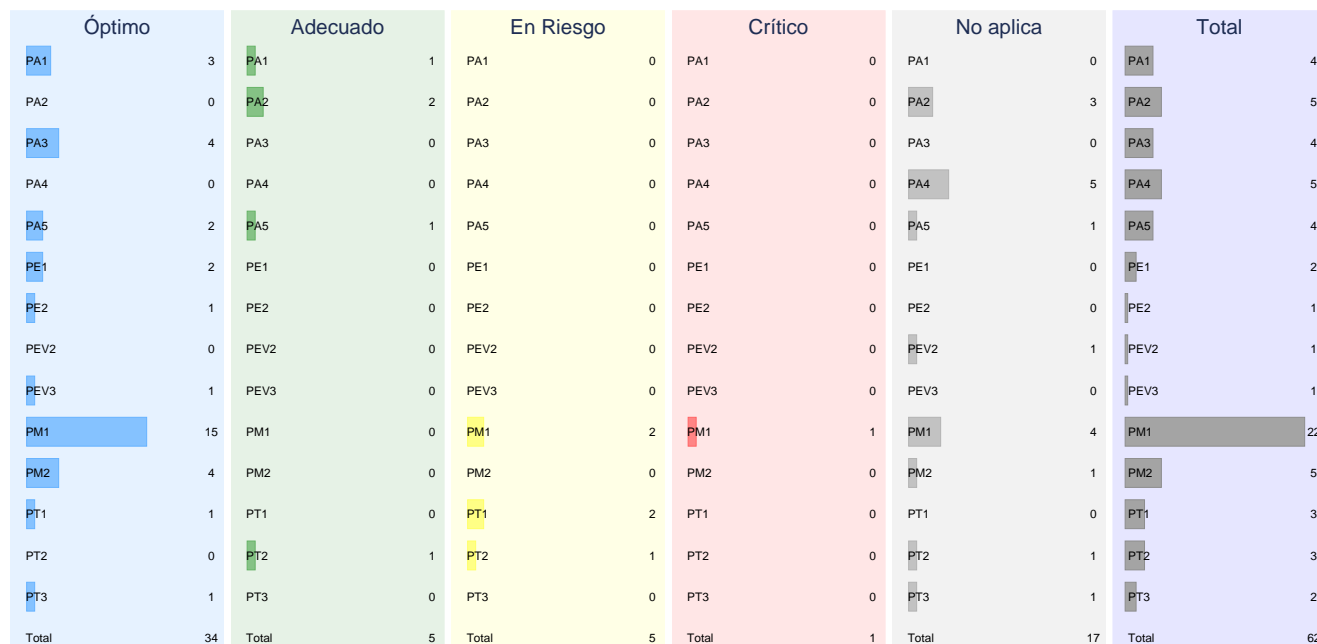 Óptimo Adecuado En Riesgo Crítico No aplica Total
PA1 3 PA1 1 PA1 0 PA1 0 PA1 0 PA1 4
PA2 0 PA2 2 PA2 0 PA2 0 PA2 3 PA2 5
PA3 4 PA3 0 PA3 0 PA3 0 PA3 0 PA3 4
PA4 0 PA4 0 PA4 0 PA4 0 PA4 5 PA4 5
PA5 2 PA5 1 PA5 0 PA5 0 PA5 1 PA5 4
PE1 2 PE1 0 PE1 0 PE1 0 PE1 0 PE1 2
PE2 1 PE2 0 PE2 0 PE2 0 PE2 0 PE2 1
PEV2 0 PEV2 0 PEV2 0 PEV2 0 PEV2 1 PEV2 1
PEV3 1 PEV3 0 PEV3 0 PEV3 0 PEV3 0 PEV3 1
PM1 15 PM1 0 PM1 2 PM1 1 PM1 4 PM1 22
PM2 4 PM2 0 PM2 0 PM2 0 PM2 1 PM2 5
PT1 1 PT1 0 PT1 2 PT1 0 PT1 0 PT1 3
PT2 0 PT2 1 PT2 1 PT2 0 PT2 1 PT2 3
PT3 1 PT3 0 PT3 0 PT3 0 PT3 1 PT3 2
Total 34 Total 5 Total 5 Total 1 Total 17 Total 62